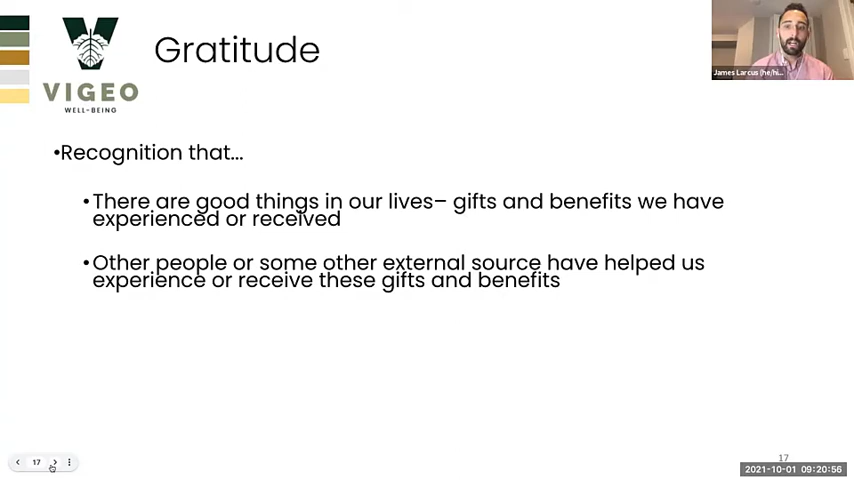 Gratitude
VIGEO
WELL-BEING
James Larcus (he/hi...
•Recognition that...
•There are good things in our lives– gifts and benefits we have
experienced or received
•Other people or some other external source have helped us
experience or receive these gifts and benefits
17
17
2021-10-01 09:20:56